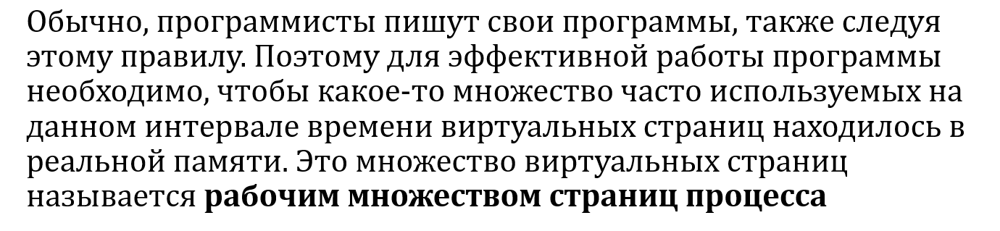 Обычно, программисты пишут свои программы, также следуя
этому правилу. Поэтому для эффективной работы программы
необходимо, чтобы какое-то множество часто используемых на
данном интервале времени виртуальных страниц находилось в
реальной памяти. Это множество виртуальных страниц
называется рабочим множеством страниц процесса